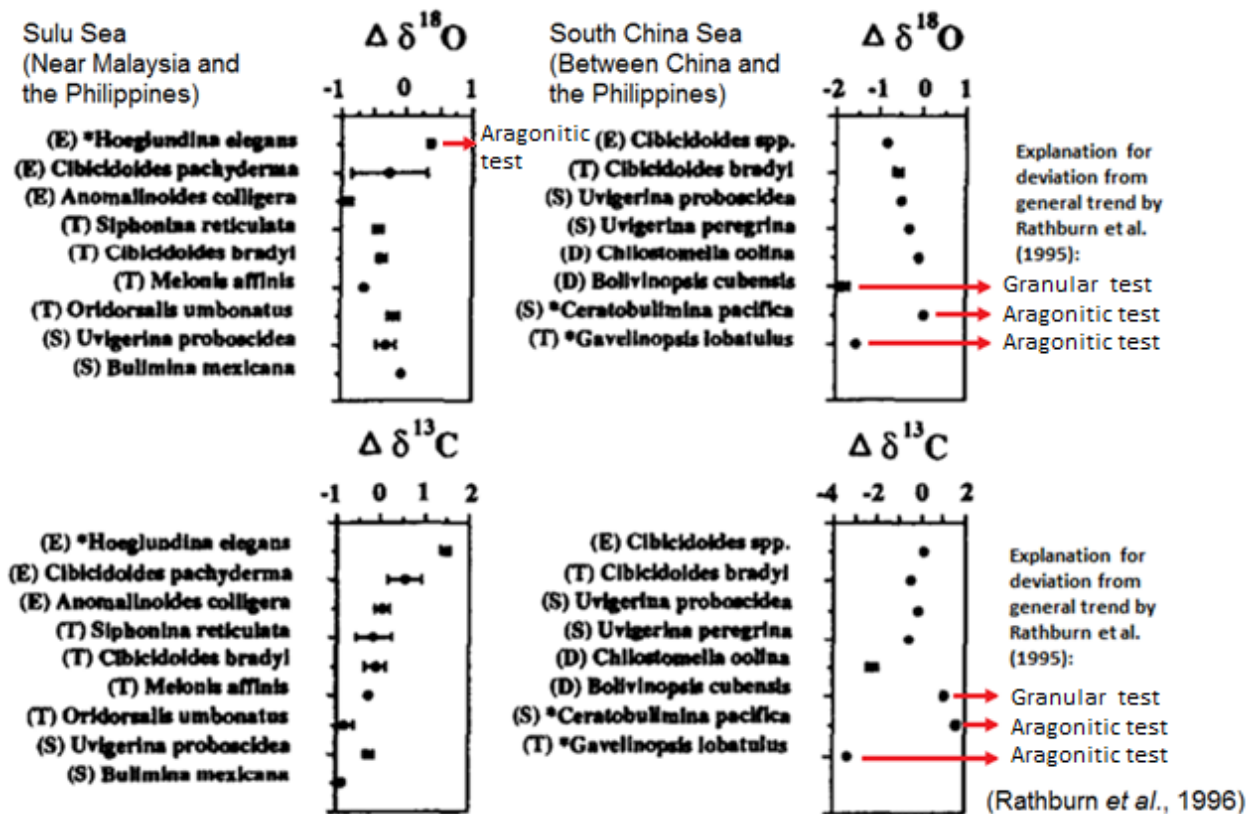 Sulu Sea
(Near Malaysia and
the Philippines)
Δ δ18O
-1 0 1
(E) *Hoeglundina elegans
Aragonitic
test
(E) Cibicidoides pachyderma
(E) Anomalinoides colligera
(T) Siphonina reticulata
(T) Cibicidoides bradyi
(T) Melonis affinis
(T) Oridorsalis umbonatus
(S) Uvigerina proboscidea
(S) Bulimina mexicana
South China Sea
(Between China and
the Philippines)
Δ δ18O
-2 -1 0 1
(E) Cibicidoides spp.
(T) Cibicidoides bradyi
(S) Uvigerina proboscidea
(S) Uvigerina peregrina
(D) Chilostomella oolina
(D) Bolivinopsis cubensis
(S) *Ceratobulimina pacifica
(T) *Gavelinopsis lobatulus
Explanation for
deviation from
general trend by
Rathburn et al.
(1995):
Granular test
Aragonitic test
Aragonitic test
Δ δ13C
-1 0 1 2
(E) *Hoeglundina elegans
(E) Cibicidoides pachyderma
(E) Anomalinoides colligera
(T) Siphonina reticulata
(T) Cibicidoides bradyi
(T) Melonis affinis
(T) Oridorsalis umbonatus
(S) Uvigerina proboscidea
(S) Bulimina mexicana
Δ δ13C
-4 -2 0 2
(E) Cibicidoides spp.
(T) Cibicidoides bradyi
(S) Uvigerina proboscidea
(S) Uvigerina peregrina
(D) Chilostomella oolina
(D) Bolivinopsis cubensis
(S) *Ceratobulimina pacifica
(T) *Gavelinopsis lobatulus
Explanation for
deviation from
general trend by
Rathburn et al.
(1995):
Granular test
Aragonitic test
Aragonitic test
(Rathburn et al., 1996)